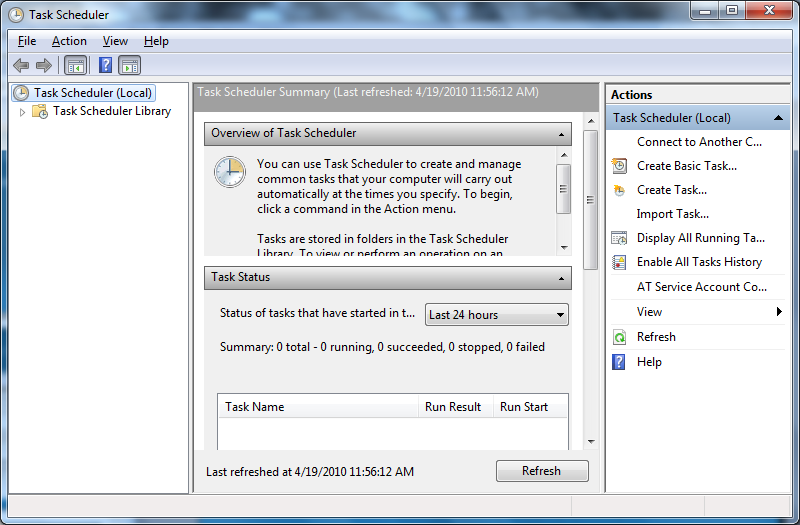 Task Scheduler
File Action View Help
Task Scheduler (Local)
Task Scheduler Library
Task Scheduler Summary (Last refreshed: 4/19/2010 11:56:12 AM)
Overview of Task Scheduler
You can use Task Scheduler to create and manage
common tasks that your computer will carry out
automatically at the times you specify. To begin,
click a command in the Action menu.
Tasks are stored in folders in the Task Scheduler
Library. To view or perform an operation on an
Task Status
Status of tasks that have started in t... Last 24 hours
Summary: 0 total - 0 running, 0 succeeded, 0 stopped, 0 failed
Task Name Run Result Run Start
Last refreshed at 4/19/2010 11:56:12 AM Refresh
Actions
Task Scheduler (Local)
Connect to Another C...
Create Basic Task...
Create Task...
Import Task...
Display All Running Ta...
Enable All Tasks History
AT Service Account Co...
View
Refresh
Help